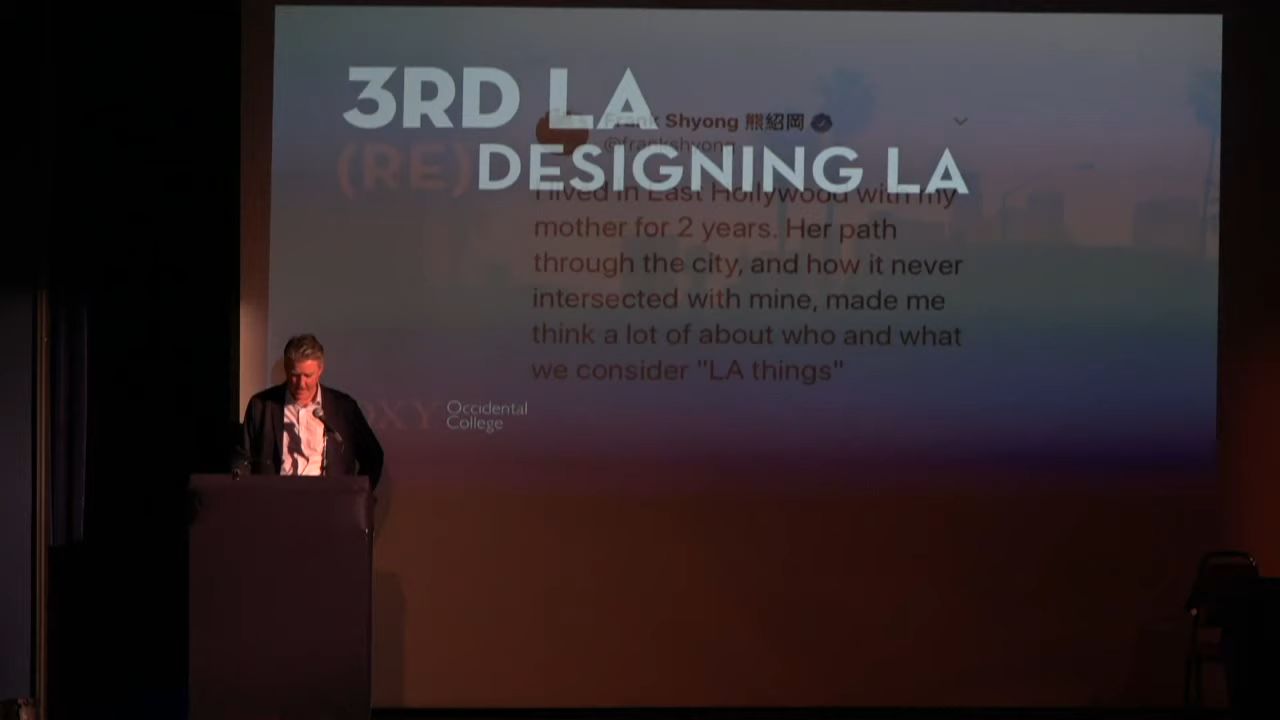 3RD LA
Frank Shyong 熊紹岡
@frankshyong
(RE)DESIGNING LA
I lived in East Hollywood with my
mother for 2 years. Her path
through the city, and how it never
intersected with mine, made me
think a lot of about who and what
we consider "LA things"
OXY Occidental
College